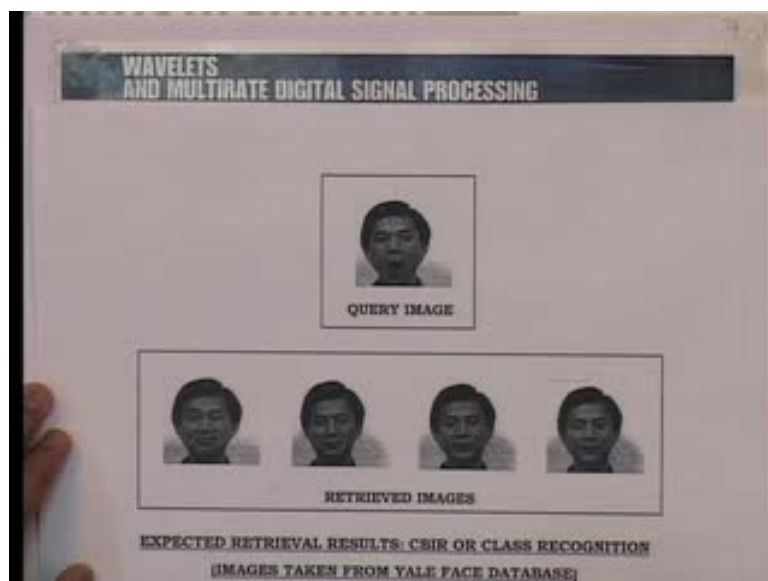 WAVELETS
AND MULTIRATE DIGITAL SIGNAL PROCESSING
QUERY IMAGE
RETRIEVED IMAGES
EXPECTED RETRIEVAL RESULTS: CBIR OR CLASS RECOGNITION
[IMAGES TAKEN FROM YALE FACE DATABASE]